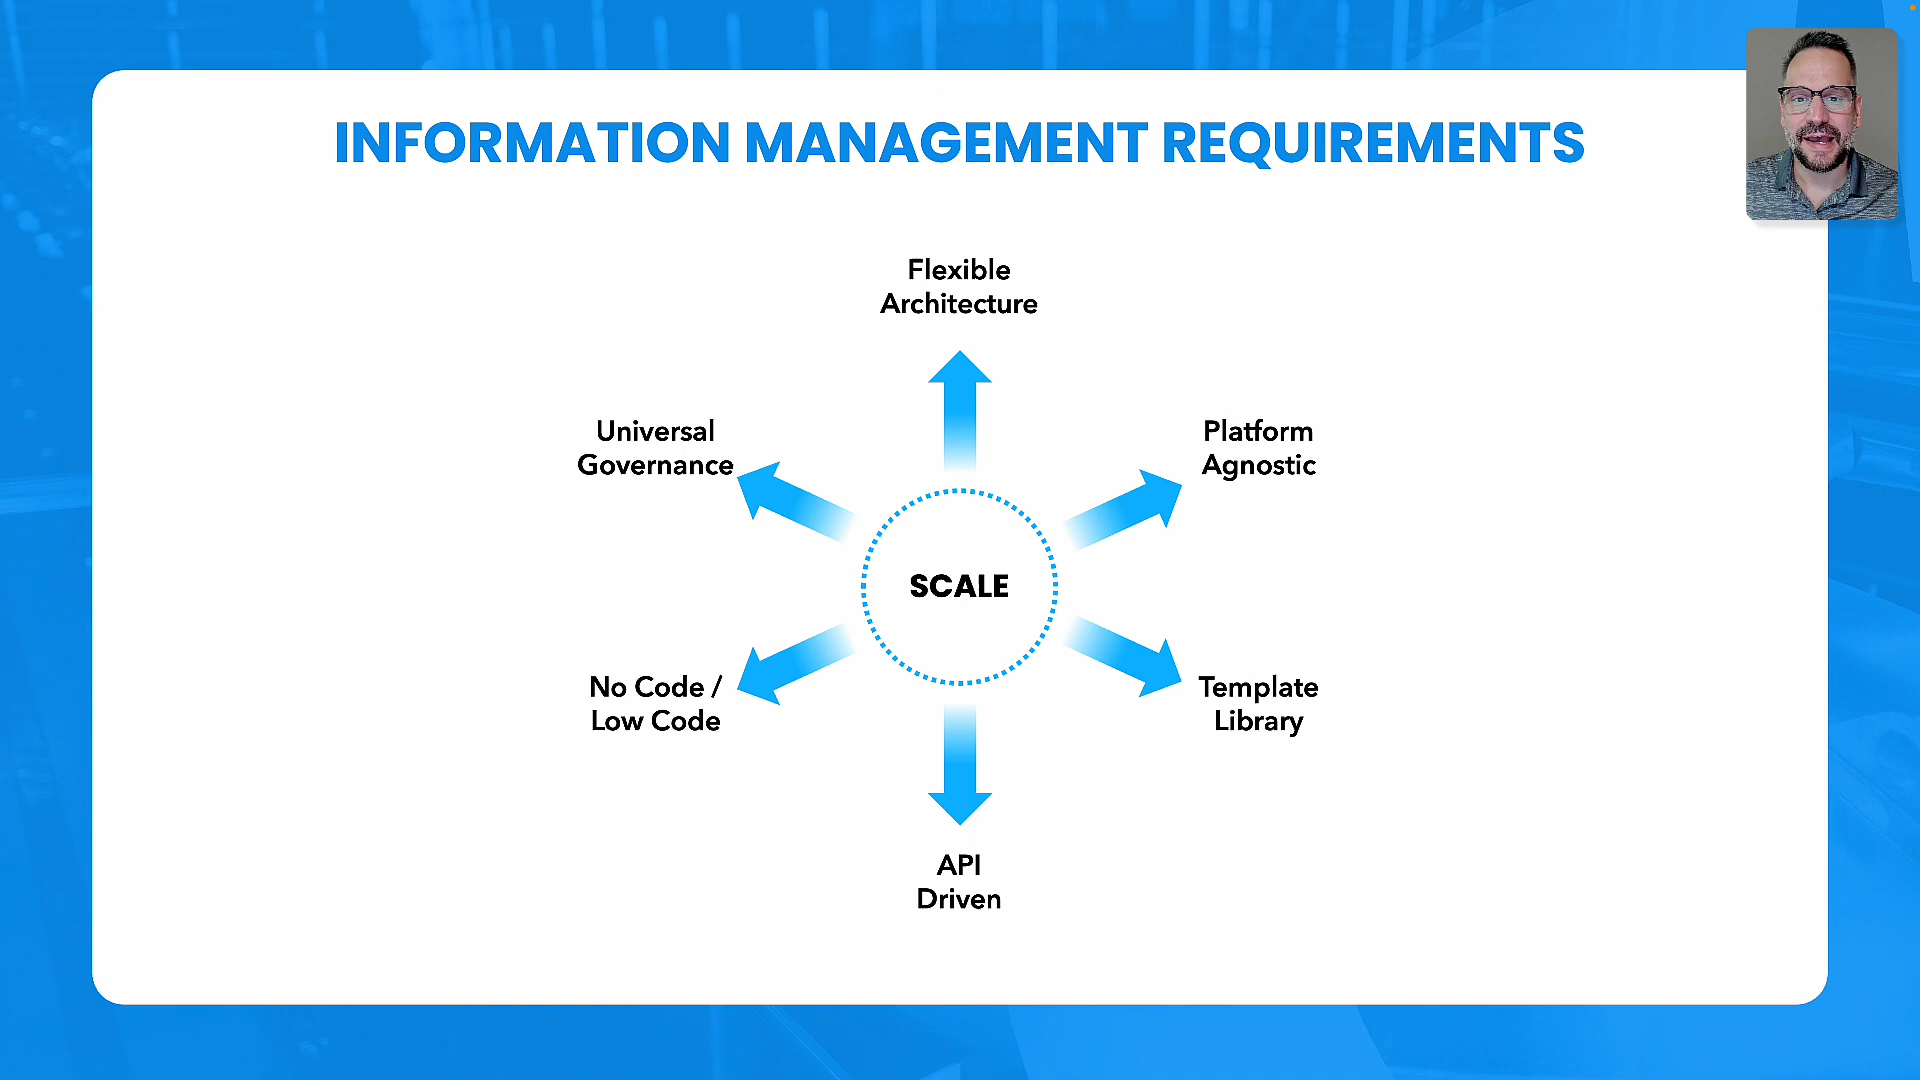 INFORMATION MANAGEMENT REQUIREMENTS
Flexible
Architecture
Universal
Governance
Platform
Agnostic
SCALE
No Code /
Low Code
Template
Library
API
Driven